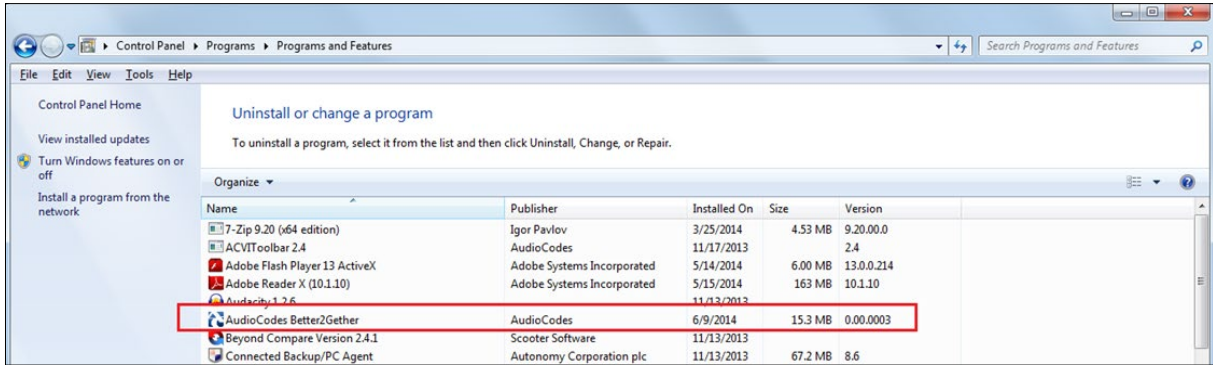 Control Panel ▸ Programs ▸ Programs and Features
Search Programs and Features
File Edit View Tools Help
Control Panel Home
View installed updates
Turn Windows features on or
off
Install a program from the
network
Uninstall or change a program
To uninstall a program, select it from the list and then click Uninstall, Change, or Repair.
Organize
Name Publisher Installed On Size Version
7-Zip 9.20 (x64 edition) Igor Pavlov 3/25/2014 4.53 MB 9.20.00.0
ACVIToolbar 2.4 AudioCodes 11/17/2013 2.4
Adobe Flash Player 13 ActiveX Adobe Systems Incorporated 5/14/2014 6.00 MB 13.0.0.214
Adobe Reader X (10.1.10) Adobe Systems Incorporated 5/15/2014 163 MB 10.1.10
Audacity 1.2.6 11/13/2013
AudioCodes Better2Gether AudioCodes 6/9/2014 15.3 MB 0.00.0003
Beyond Compare Version 2.4.1 Scooter Software 11/13/2013
Connected Backup/PC Agent Autonomy Corporation plc 11/13/2013 67.2 MB 8.6